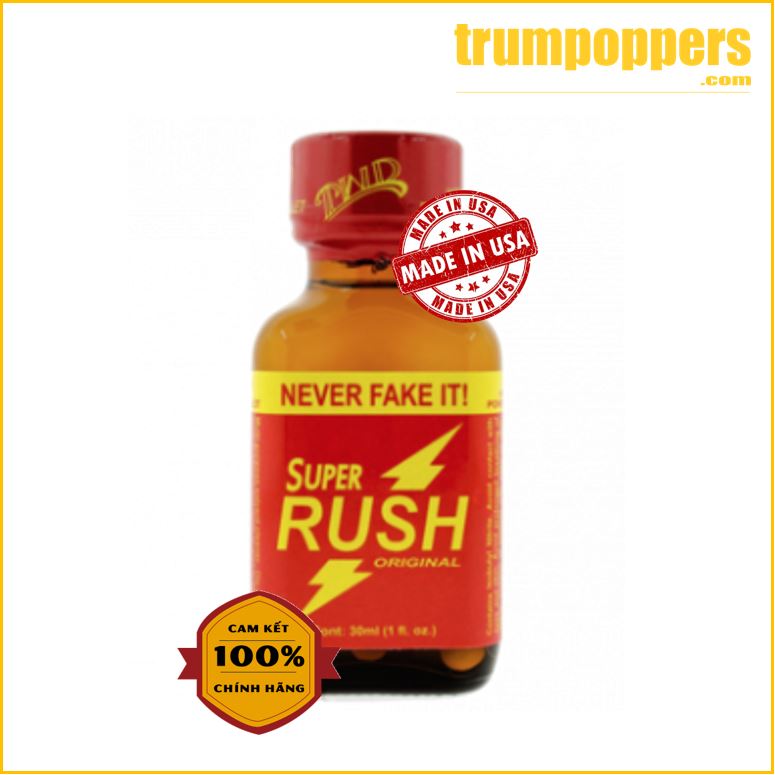 trumpoppers
.com
PWD
MADE IN USA
MADE IN USA
MADE IN USA
NEVER FAKE IT!
SUPER
RUSH
ORIGINAL
cont: 30ml (1 fl. oz.)
CAM KẾT
100%
CHÍNH HÃNG